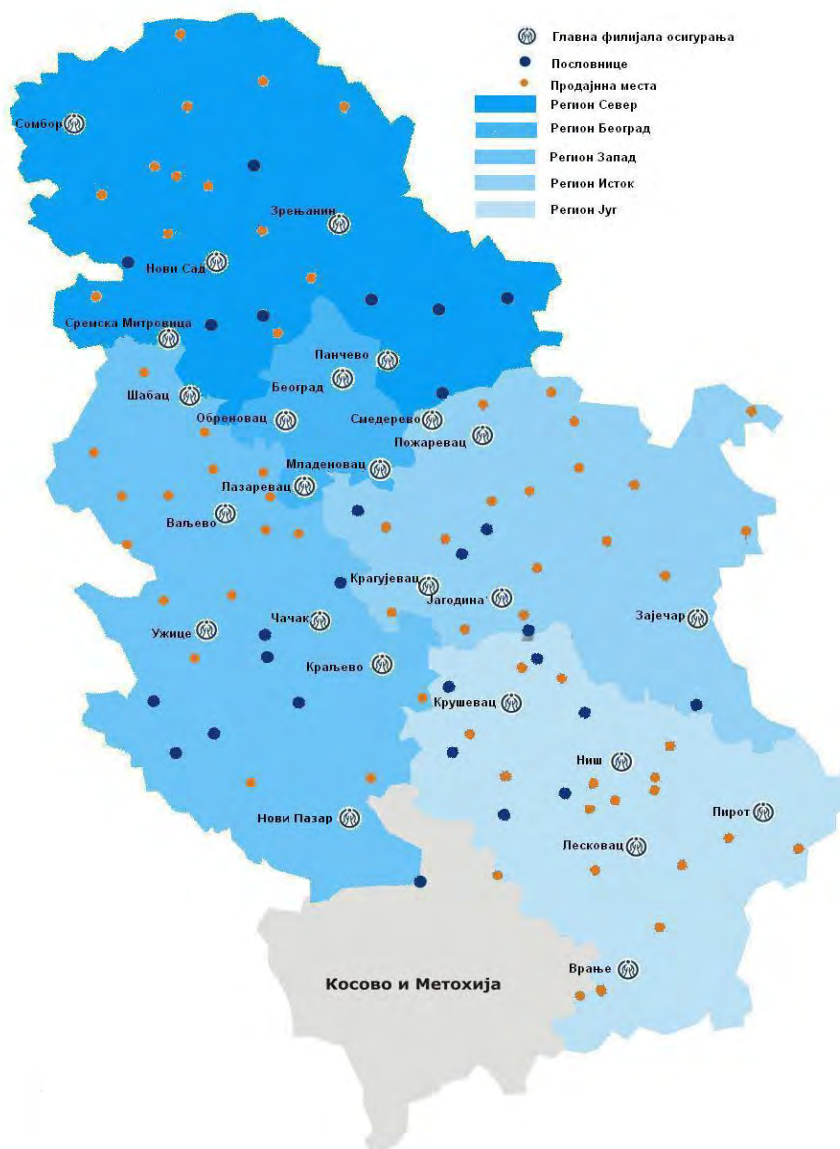 Главна филијала осигурања
Пословнице
Продајнна места
Регион Север
Регион Београд
Регион Запад
Регион Исток
Регион Југ
Сомбор
Зрењанин
Нови Сад
Сремска Митровица
Панчево
Београд
Шабац
Обреновац
Смедерево
Пожаревац
Младеновац
Лазаревац
Ваљево
Крагујевац
Јагодина
Зајечар
Чачак
Ужице
Краљево
Крушевац
Ниш
Пирот
Нови Пазар
Лесковац
Врање
Косово и Метохија